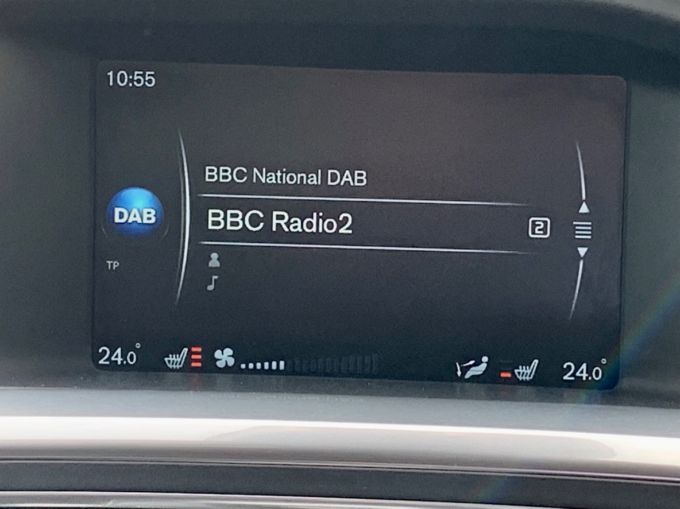 10:55
BBC National DAB
DAB
BBC Radio2
2
TP
24.0°
24.0°